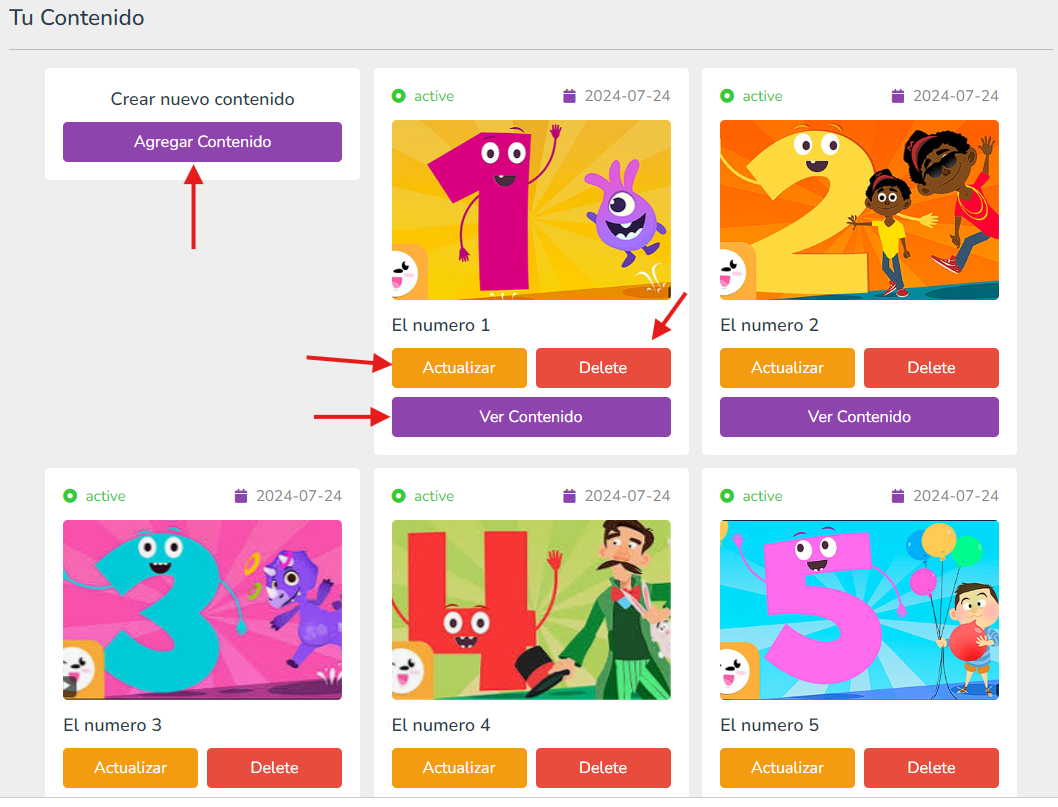 Tu Contenido
Crear nuevo contenido
Agregar Contenido
active 2024-07-24
El numero 1
Actualizar Delete
Ver Contenido
active 2024-07-24
El numero 2
Actualizar Delete
Ver Contenido
active 2024-07-24
El numero 3
Actualizar Delete
active 2024-07-24
El numero 4
Actualizar Delete
active 2024-07-24
El numero 5
Actualizar Delete